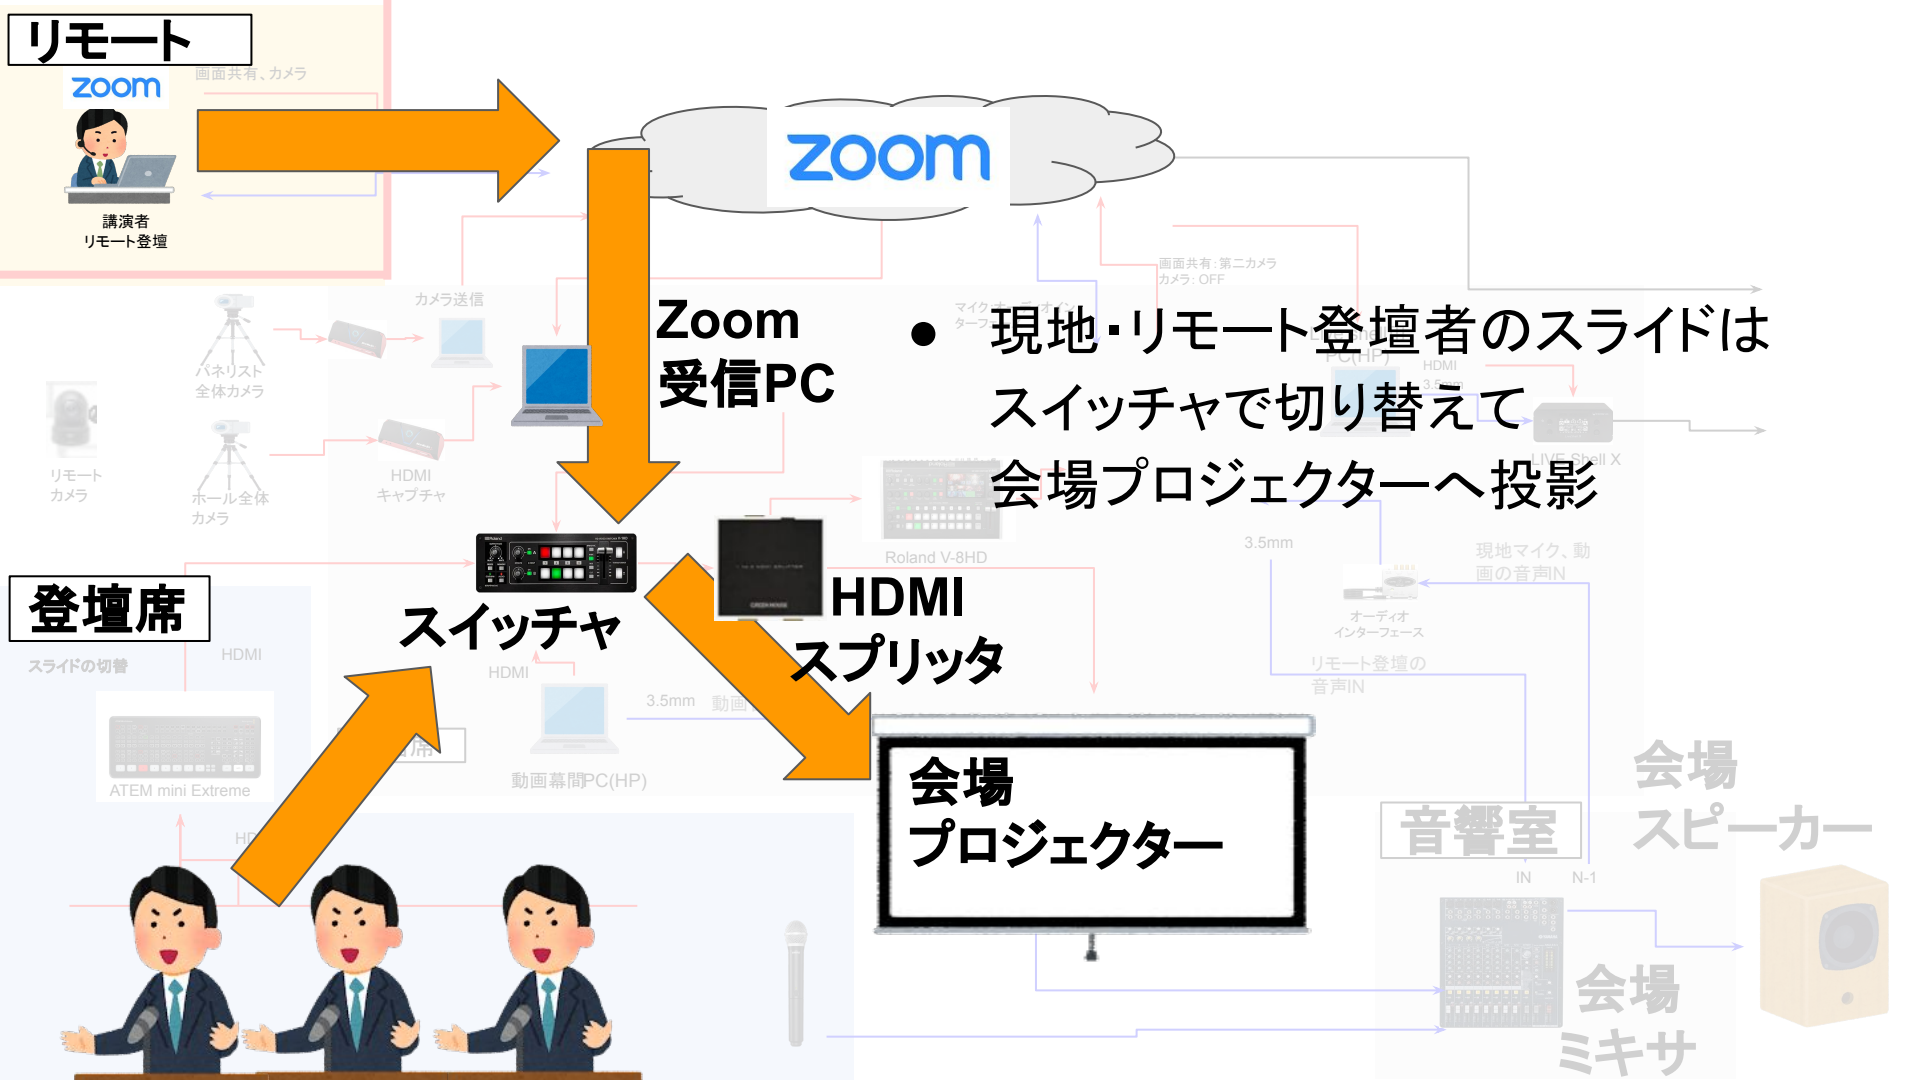 リモート
zoom
画面共有、カメラ
講演者
リモート登壇
zoom
画面共有:第二カメラ
カメラ: OFF
カメラ送信
パネリスト
全体カメラ
リモート
カメラ
ホール全体
カメラ
HDMI
キャプチャ
Zoom
受信PC
● 現地・リモート登壇者のスライドは
スイッチャで切り替えて
会場プロジェクターへ投影
PC(HP)
HDMI
3.5mm
LIVE Shell X
Roland V-8HD
3.5mm
現地マイク、動
画の音声IN
オーディオ
インターフェース
リモート登壇の
音声IN
スイッチャ
HDMI
スプリッタ
登壇席
スライドの切替
HDMI
ATEM mini Extreme
HDMI
3.5mm
動画
動画幕間PC(HP)
席
会場
プロジェクター
音響室
IN
N-1
会場
スピーカー
会場
ミキサ